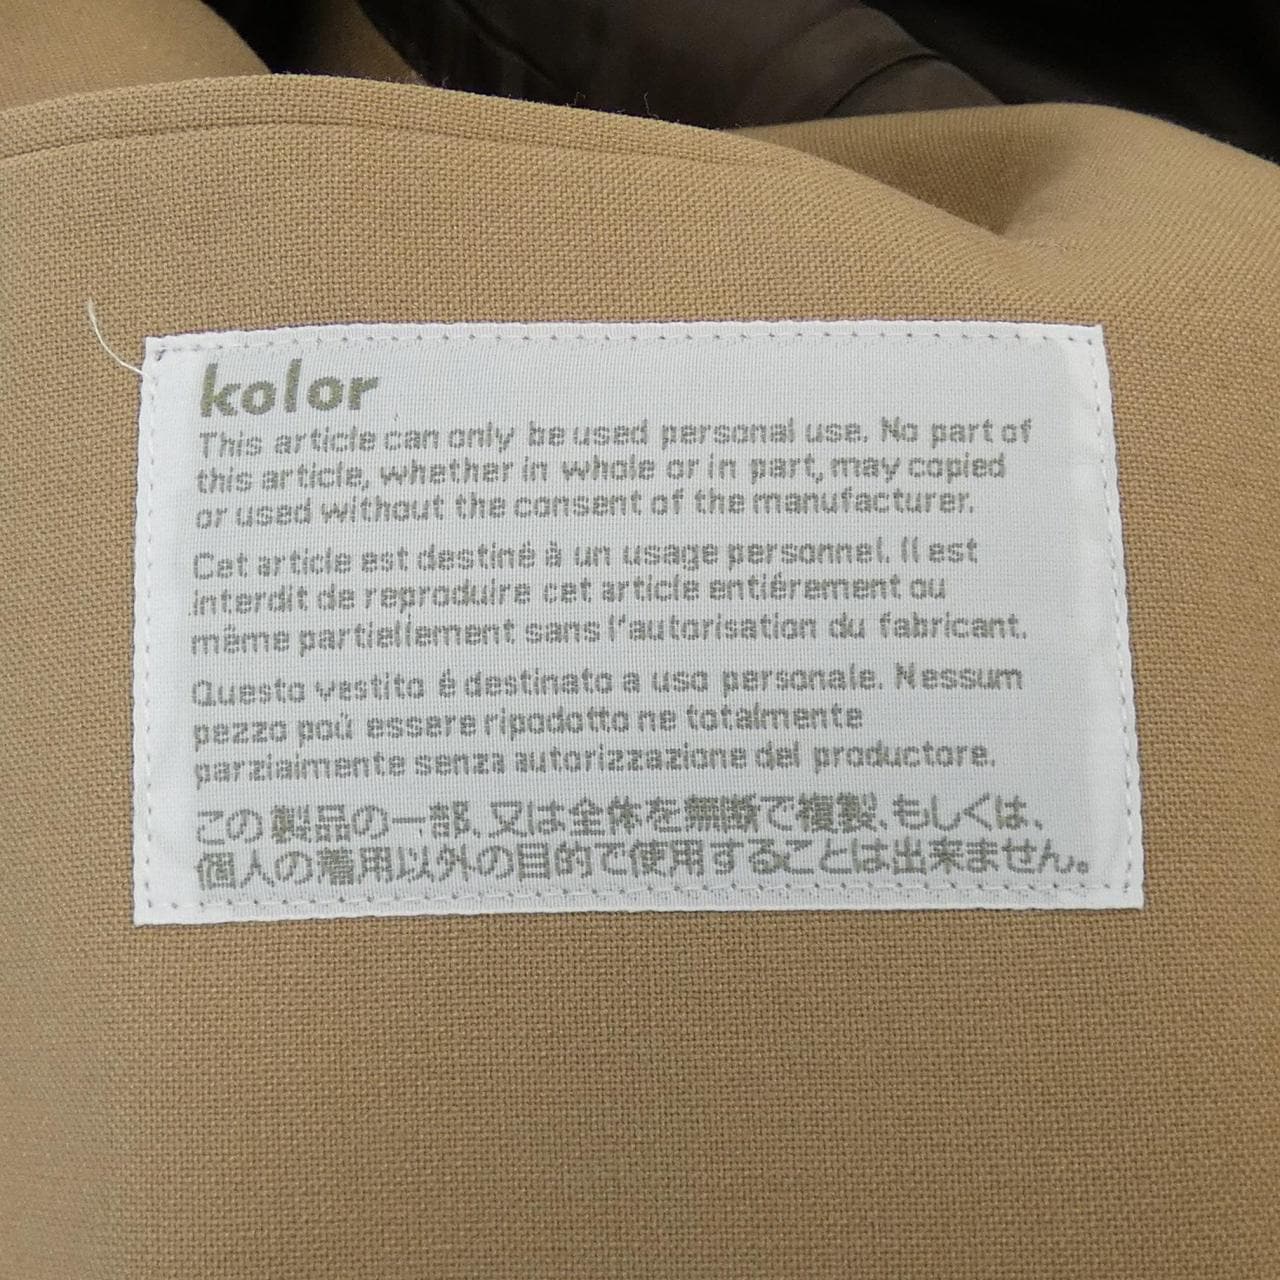 kolor
This article can only be used personal use. No part of
this article, whether in whole or in part, may copied
or used without the consent of the manufacturer.
Cet article est destiné à un usage personnel. Il est
interdit de reproduire cet article entiérement ou
même partiellement sans l'autorisation du fabricant.
Questo vestito é destinato a uso personale. Nessum
pezzo poù essere ripodotto ne totalmente
parzialmente senza autorizzazione del productore.
この製品の一部、又は全体を無断で複製、もしくは、
個人の着用以外の目的で使用することは出来ません。